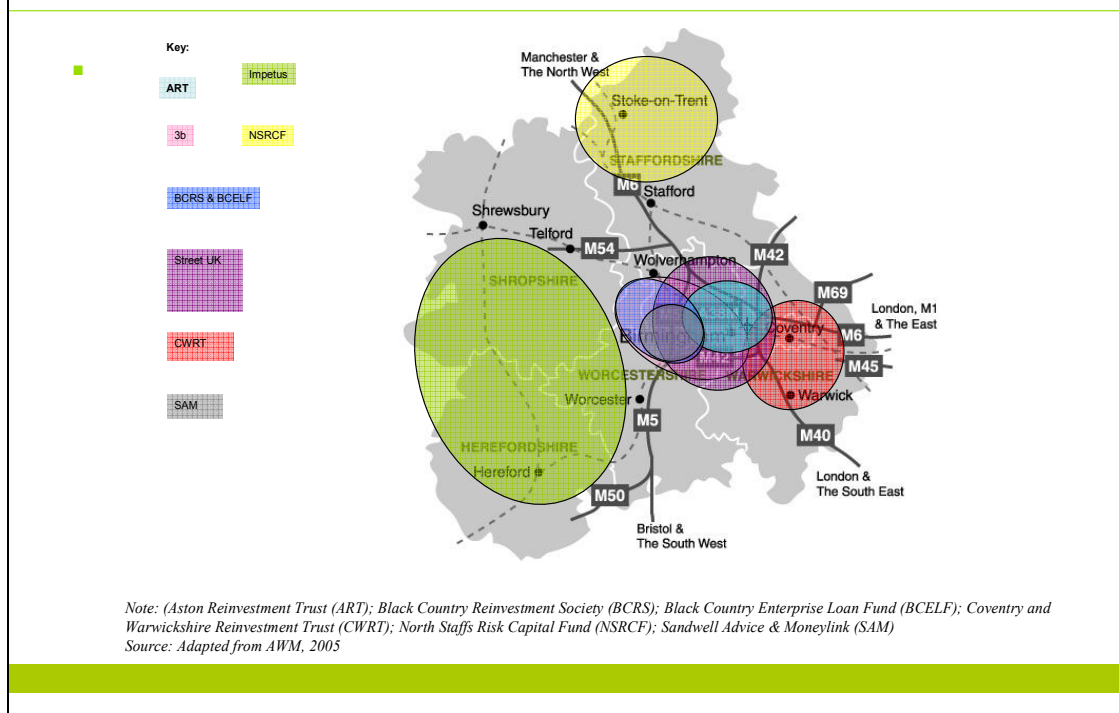 Key:
Impetus
ART
3b
NSRCF
BCRS & BCELF
Street UK
CWRT
SAM
Manchester &
The North West
Stoke-on-Trent
STAFFORDSHIRE
M6
Stafford
Shrewsbury
Telford
M54
M42
Wolverhampton
SHROPSHIRE
M69
London, M1
& The East
Coventry
M6
Birmingham
M45
WORCESTERSHIRE
WARWICKSHIRE
Worcester
Warwick
M5
M40
HEREFORDSHIRE
Hereford
London &
The South East
M50
Bristol &
The South West
Note: (Aston Reinvestment Trust (ART); Black Country Reinvestment Society (BCRS); Black Country Enterprise Loan Fund (BCELF); Coventry and
Warwickshire Reinvestment Trust (CWRT); North Staffs Risk Capital Fund (NSRCF); Sandwell Advice & Moneylink (SAM)
Source: Adapted from AWM, 2005